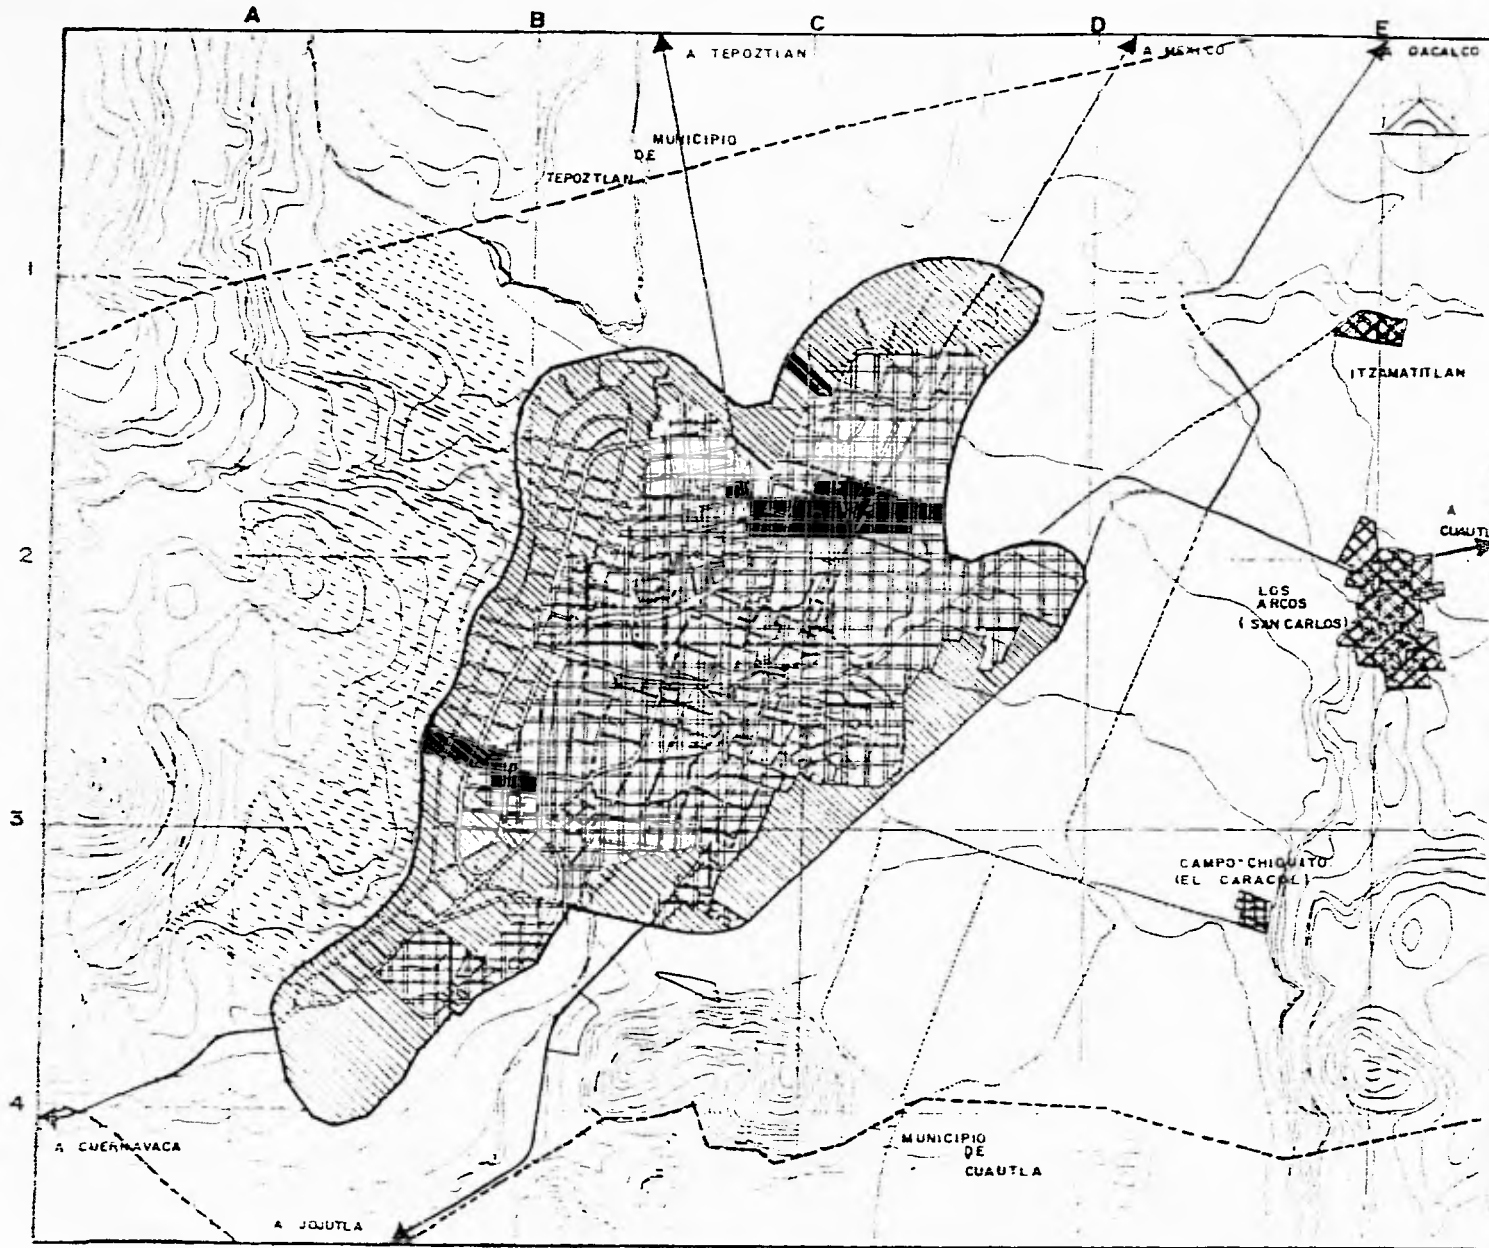 A B C D E
A TEPOZTLAN
A MEXICO
A OACALCO
MUNICIPIO
DE
TEPOZTLAN
1
ITZAMATITLAN
2
A
LOS
ARCOS
(SAN CARLOS)
3
CAMPO CHIQUITO
(EL CARACOL)
4
A CUERNAVACA
MUNICIPIO
DE
CUAUTLA
A JOJUTLA